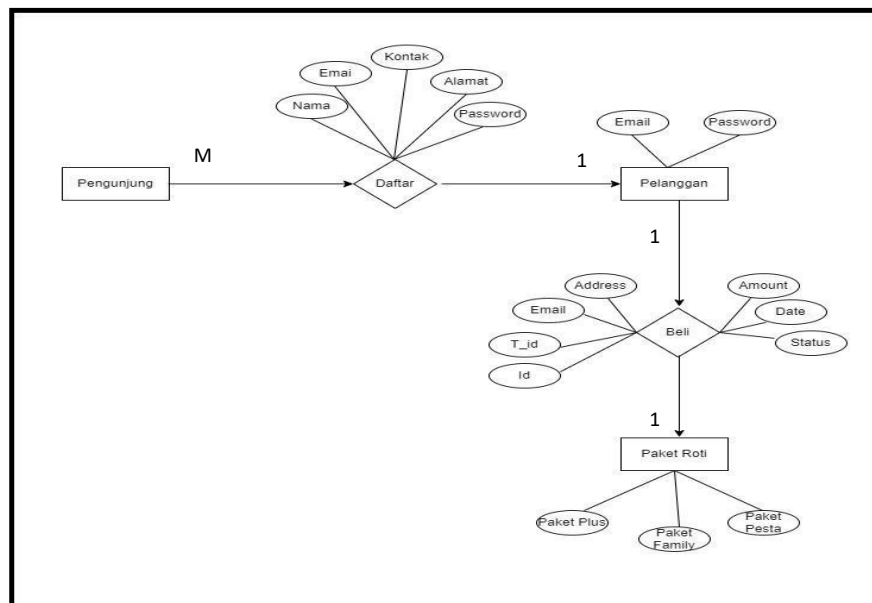 Kontak
Emai
Alamat
Nama
Password
Email
Password
M
1
Pengunjung
Daftar
Pelanggan
1
Address
Amount
Email
Date
T_id
Beli
Status
Id
1
Paket Roti
Paket Plus
Paket
Family
Paket
Pesta